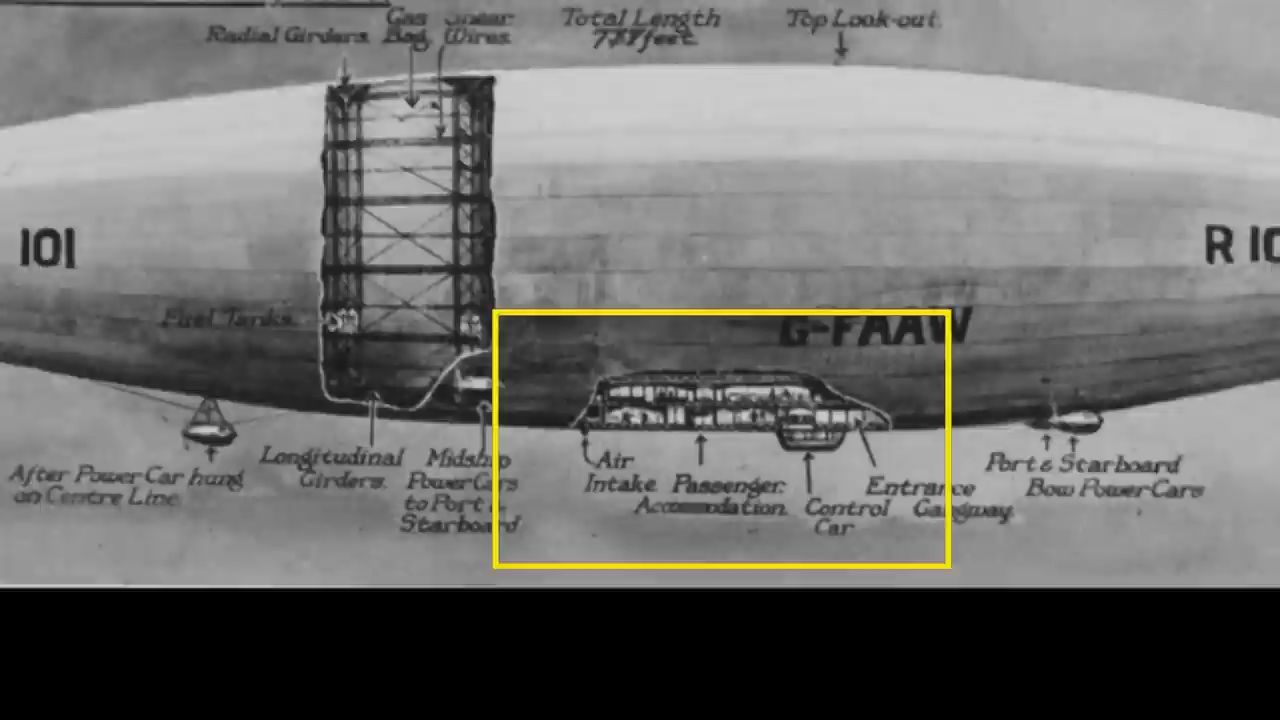 Radial Girders.
Gas
Bag
Shear
Wires
Total Length
777 feet.
Top Look-out.
101
R 10
Fuel Tanks.
G-FAAW
After Power Car hung
on Centre Line
Longitudinal
Girders.
Midship
Power Cars
to Port &
Starboard
Air
Intake
Passenger
Accommodation.
Control
Car
Entrance
Gangway.
Port & Starboard
Bow Power Cars